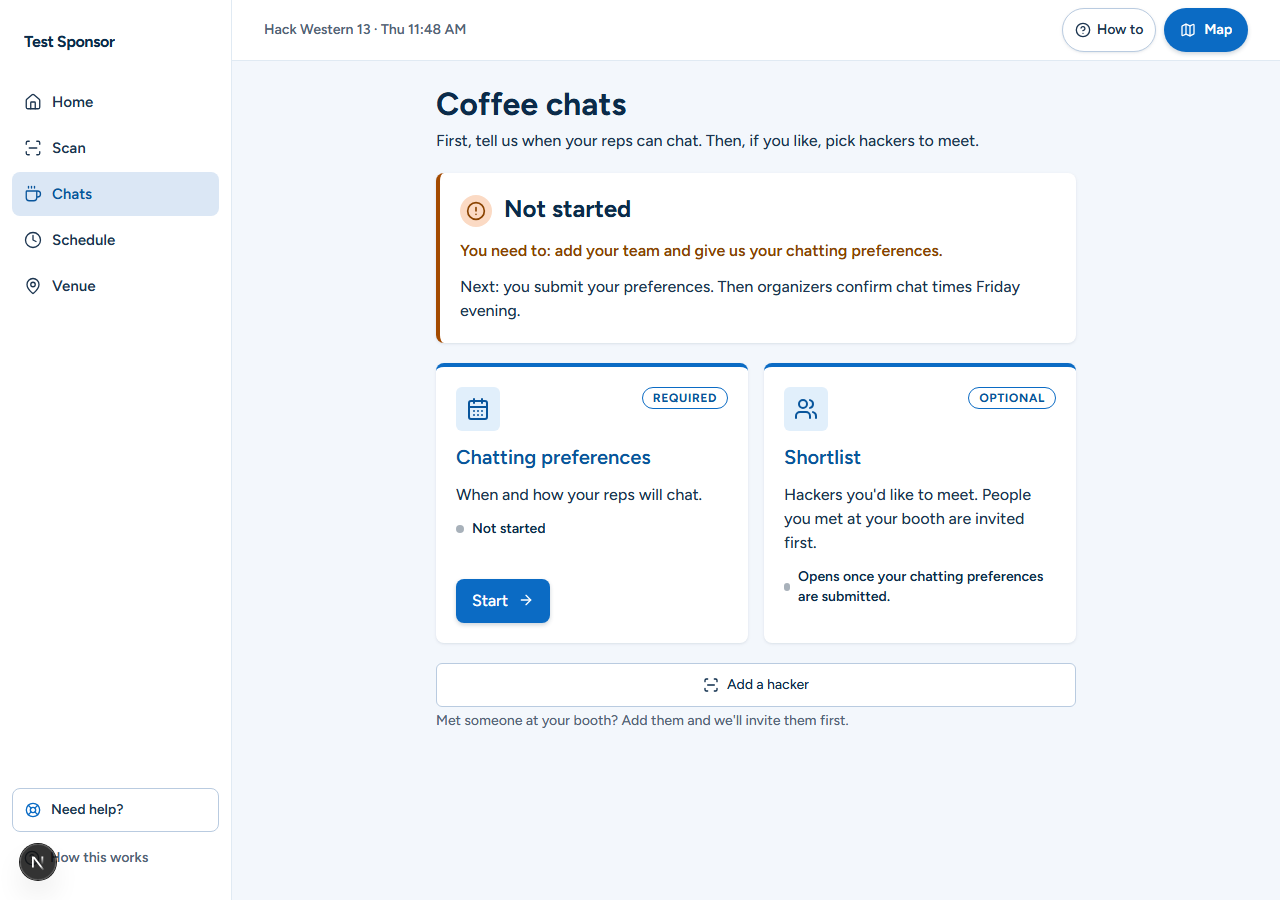 Test Sponsor
Home
Scan
Chats
Schedule
Venue
Need help?
How this works
N
Hack Western 13 · Thu 11:48 AM
How to
Map
Coffee chats
First, tell us when your reps can chat. Then, if you like, pick hackers to meet.
Not started
You need to: add your team and give us your chatting preferences.
Next: you submit your preferences. Then organizers confirm chat times Friday
evening.
REQUIRED
Chatting preferences
When and how your reps will chat.
Not started
Start
OPTIONAL
Shortlist
Hackers you'd like to meet. People
you met at your booth are invited
first.
Opens once your chatting preferences
are submitted.
Add a hacker
Met someone at your booth? Add them and we'll invite them first.